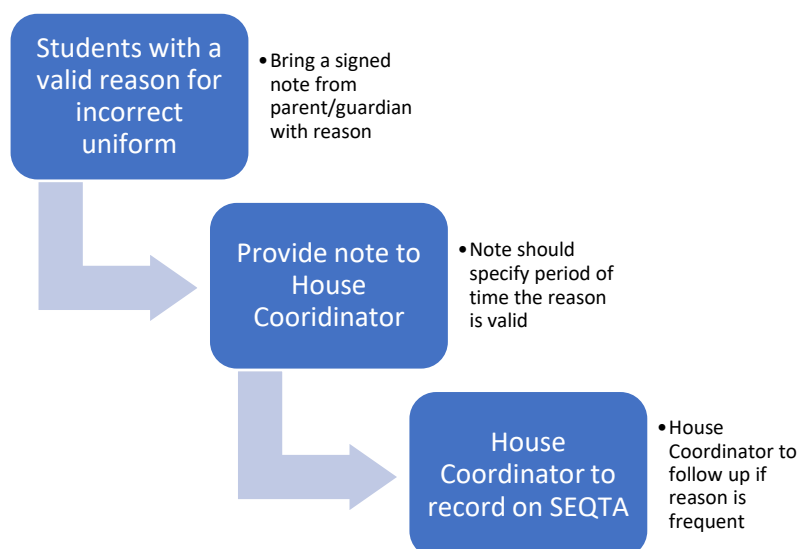 Students with a
valid reason for
incorrect
uniform
•Bring a signed
note from
parent/guardian
with reason
Provide note to
House
Cooridinator
•Note should
specify period of
time the reason
is valid
House
Coordinator to
record on SEQTA
•House
Coordinator to
follow up if
reason is
frequent